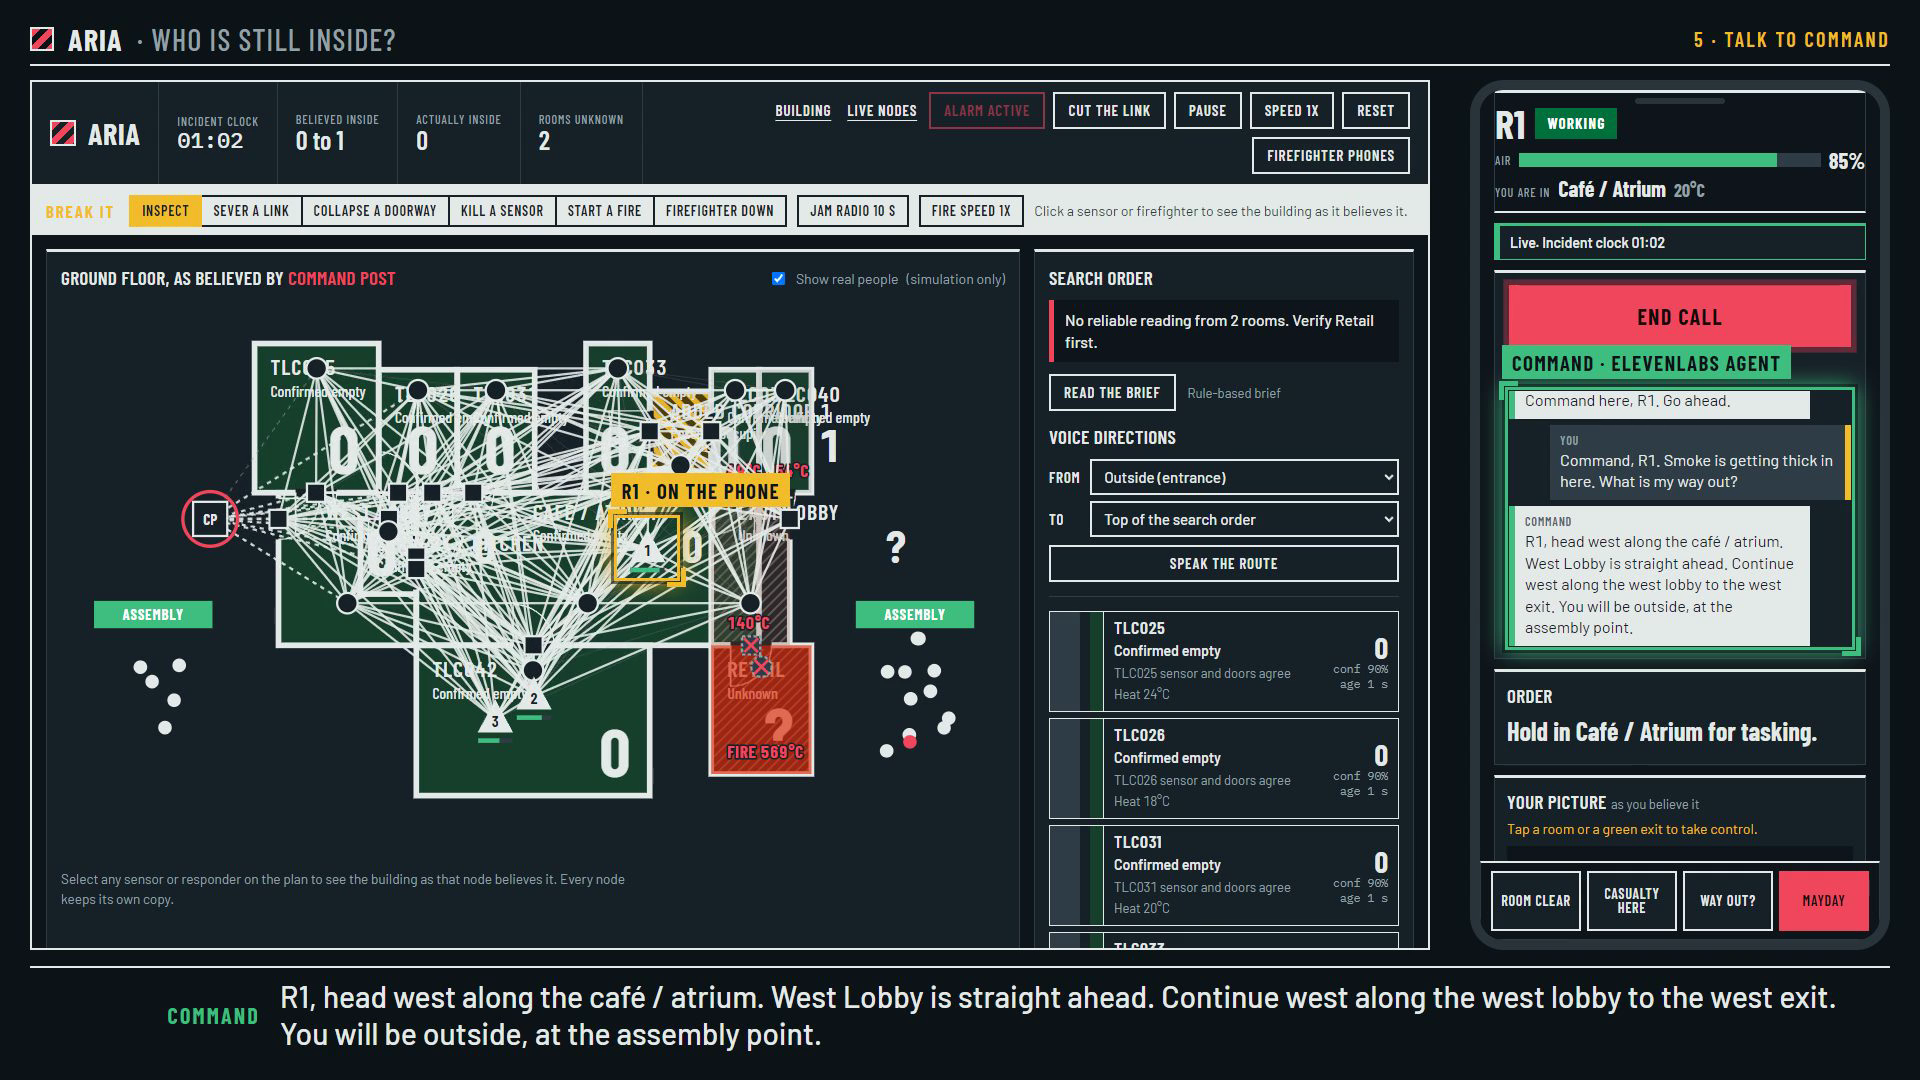 ARIA · WHO IS STILL INSIDE?
5 · TALK TO COMMAND
ARIA
INCIDENT CLOCK
01:02
BELIEVED INSIDE
0 to 1
ACTUALLY INSIDE
0
ROOMS UNKNOWN
2
BUILDING
LIVE NODES
ALARM ACTIVE
CUT THE LINK
PAUSE
SPEED 1X
RESET
FIREFIGHTER PHONES
BREAK IT
INSPECT
SEVER A LINK
COLLAPSE A DOORWAY
KILL A SENSOR
START A FIRE
FIREFIGHTER DOWN
JAM RADIO 10 S
FIRE SPEED 1X
Click a sensor or firefighter to see the building as it believes it.
GROUND FLOOR, AS BELIEVED BY COMMAND POST
Show real people (simulation only)
Confirmed empty
0
0
0
1
R1 · ON THE PHONE
CP
LOBBY
1
0
?
ASSEMBLY
ASSEMBLY
140°C
TLC042
Confirmed empty
2
3
0
RETAIL
Unknown
?
FIRE 569°C
Select any sensor or responder on the plan to see the building as that node believes it. Every node
keeps its own copy.
SEARCH ORDER
No reliable reading from 2 rooms. Verify Retail
first.
READ THE BRIEF
Rule-based brief
VOICE DIRECTIONS
FROM
Outside (entrance)
TO
Top of the search order
SPEAK THE ROUTE
TLC025
Confirmed empty
TLC025 sensor and doors agree
Heat 24°C
0
conf 90%
age 1 s
TLC026
Confirmed empty
TLC026 sensor and doors agree
Heat 18°C
0
conf 90%
age 1 s
TLC031
Confirmed empty
TLC031 sensor and doors agree
Heat 20°C
0
conf 90%
age 1 s
R1
WORKING
AIR
85%
YOU ARE IN Café / Atrium 20°C
Live. Incident clock 01:02
END CALL
COMMAND · ELEVENLABS AGENT
Command here, R1. Go ahead.
YOU
Command, R1. Smoke is getting thick in
here. What is my way out?
COMMAND
R1, head west along the café / atrium.
West Lobby is straight ahead. Continue
west along the west lobby to the west
exit. You will be outside, at the
assembly point.
ORDER
Hold in Café / Atrium for tasking.
YOUR PICTURE as you believe it
Tap a room or a green exit to take control.
ROOM CLEAR
CASUALTY
HERE
WAY OUT?
MAYDAY
COMMAND
R1, head west along the café / atrium. West Lobby is straight ahead. Continue west along the west lobby to the west exit.
You will be outside, at the assembly point.